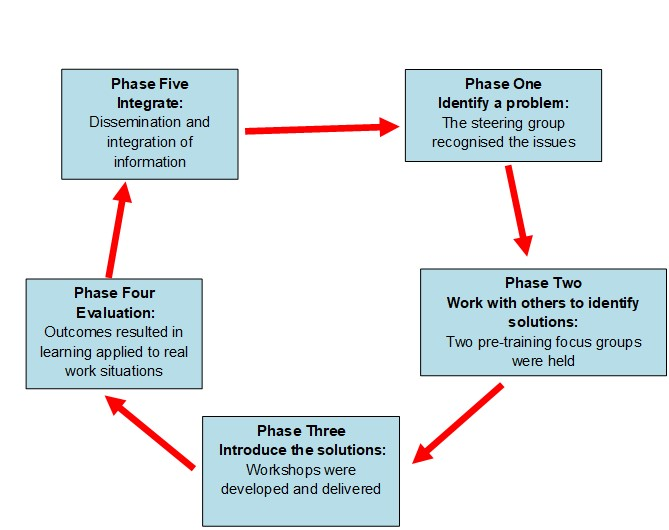 Phase Five
Integrate:
Dissemination and
integration of
information
Phase One
Identify a problem:
The steering group
recognised the issues
Phase Two
Work with others to identify
solutions:
Two pre-training focus groups
were held
Phase Three
Introduce the solutions:
Workshops were
developed and delivered
Phase Four
Evaluation:
Outcomes resulted in
learning applied to real
work situations